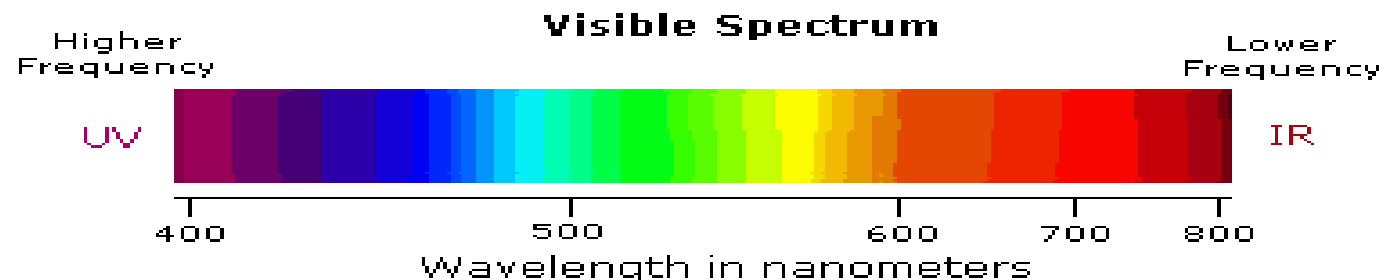 Visible Spectrum
Higher
Frequency
Lower
Frequency
UV
IR
400 500 600 700 800
Wavelength in nanometers